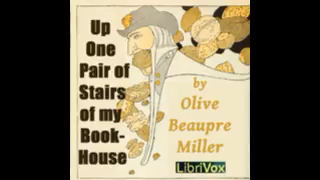 Up
One
Pair of
Stairs
of my
Book-
House
by
Olive
Beaupre
Miller
LibriVox